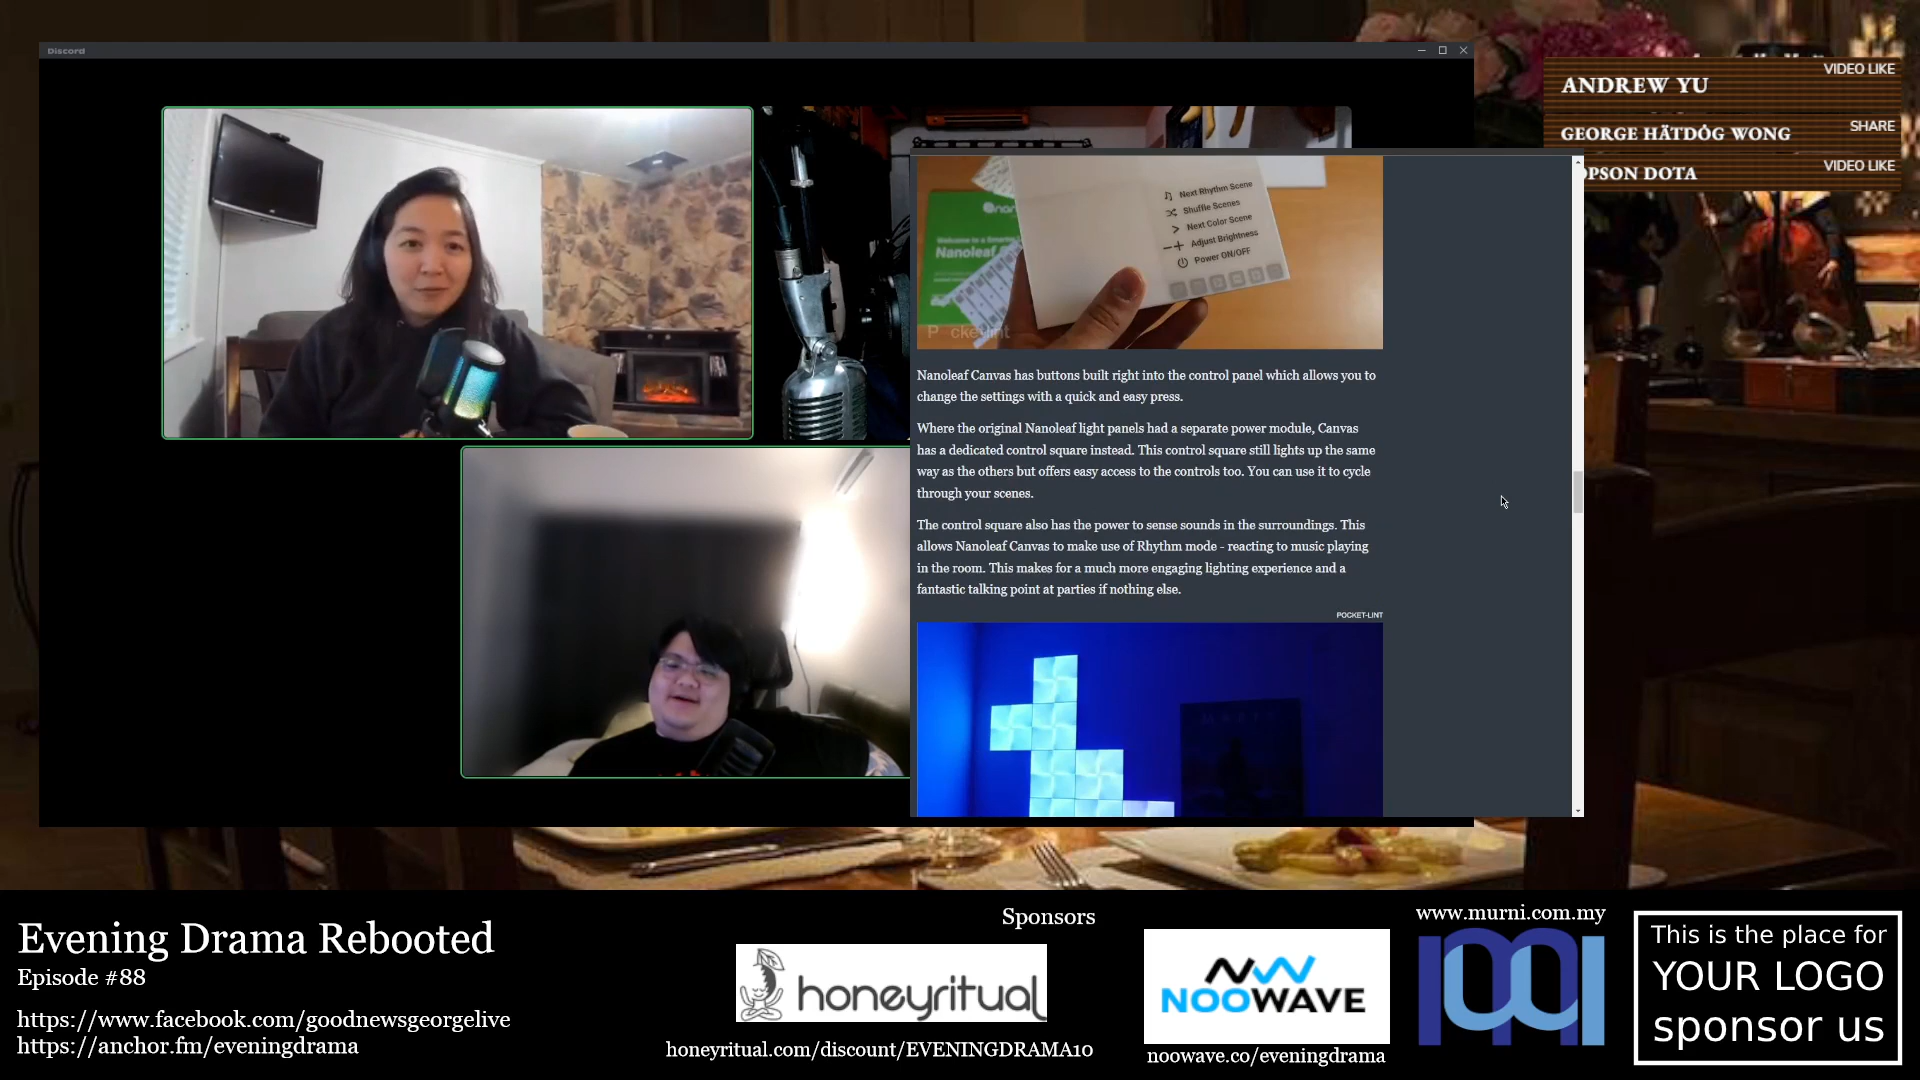 Discord
VIDEO LIKE
ANDREW YU
SHARE
GEORGE HÄTDÖG WONG
VIDEO LIKE
OPSON DOTA
Next Rhythm Scene
Shuffle Scenes
Next Color Scene
Adjust Brightness
Power ON/OFF
Nanoleaf
Nanoleaf Canvas has buttons built right into the control panel which allows you to
change the settings with a quick and easy press.
Where the original Nanoleaf light panels had a separate power module, Canvas
has a dedicated control square instead. This control square still lights up the same
way as the others but offers easy access to the controls too. You can use it to cycle
through your scenes.
The control square also has the power to sense sounds in the surroundings. This
allows Nanoleaf Canvas to make use of Rhythm mode - reacting to music playing
in the room. This makes for a much more engaging lighting experience and a
fantastic talking point at parties if nothing else.
POCKET-LINT
Evening Drama Rebooted
Episode #88
https://www.facebook.com/goodnewsgeorgelive
https://anchor.fm/eveningdrama
Sponsors
honeyritual
honeyritual.com/discount/EVENINGDRAMA10
NOOWAVE
noowave.co/eveningdrama
www.murni.com.my
This is the place for
YOUR LOGO
sponsor us